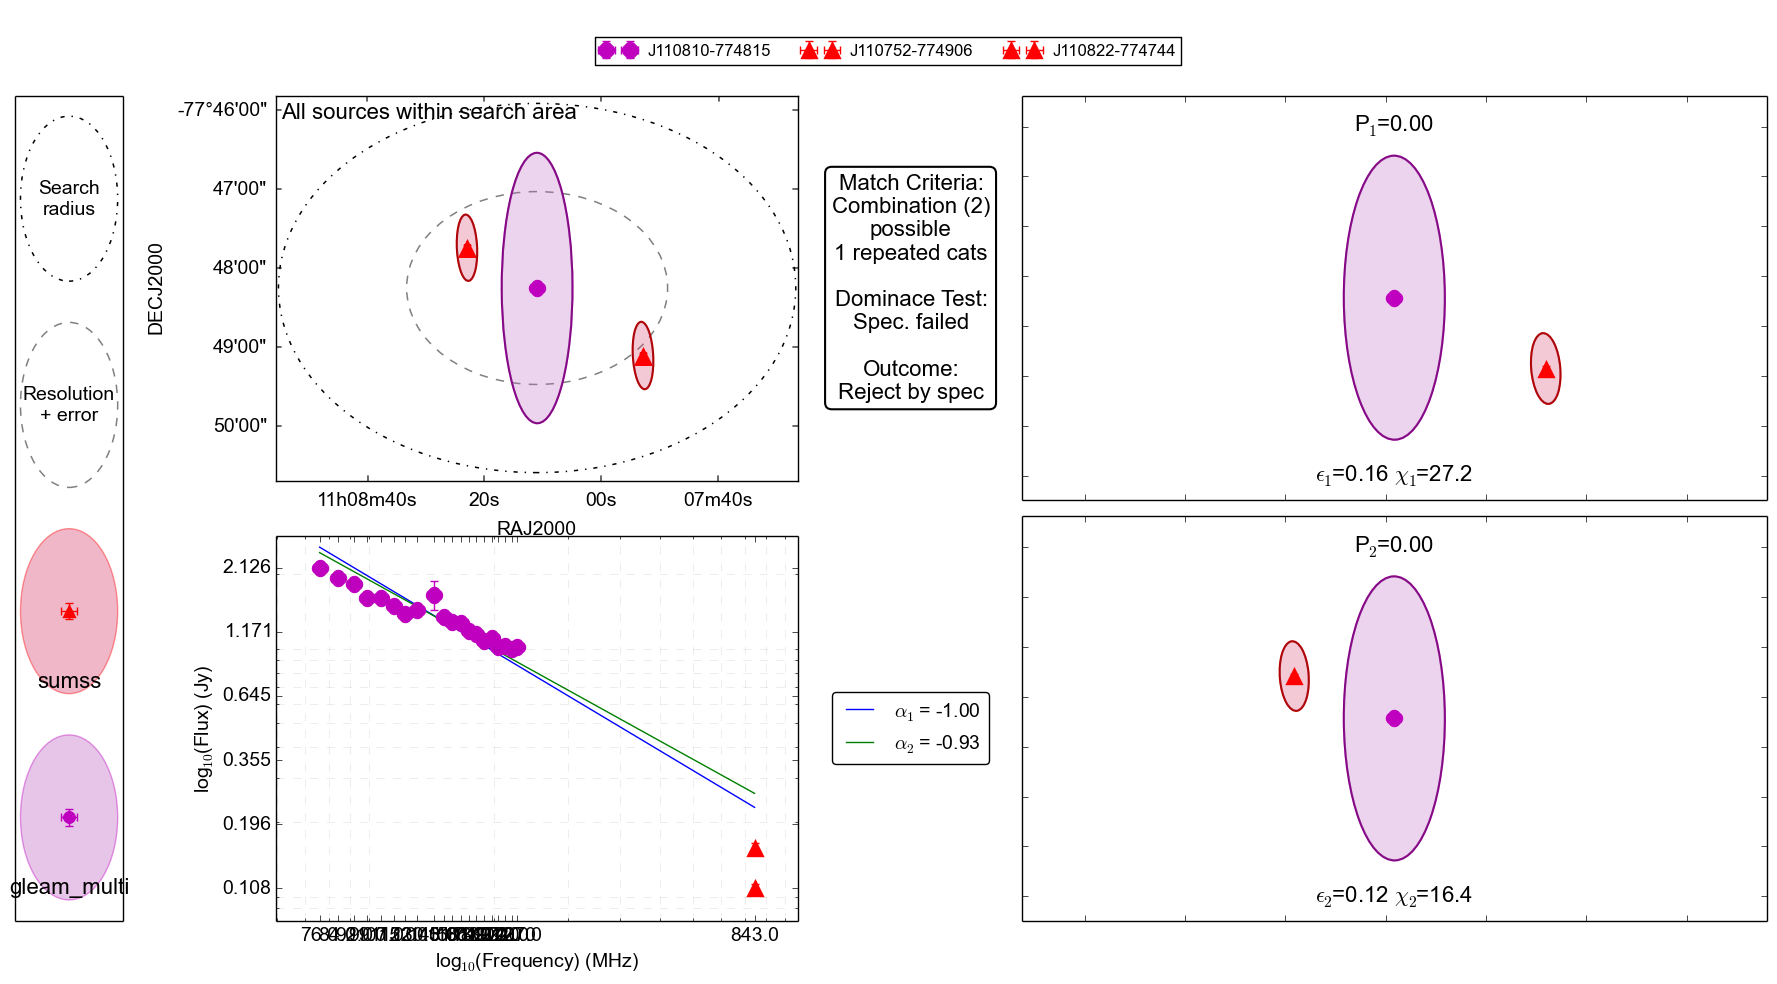 J110810-774815 J110752-774906 J110822-774744
Search
radius
Resolution
+ error
sumss
gleam_multi
All sources within search area
-77°46'00"
47'00"
48'00"
49'00"
50'00"
DECJ2000
11h08m40s 20s 00s 07m40s
RAJ2000
Match Criteria:
Combination (2)
possible
1 repeated cats
Dominace Test:
Spec. failed
Outcome:
Reject by spec
P1=0.00
ϵ1=0.16 χ1=27.2
2.126
1.171
0.645
0.355
0.196
0.108
log10(Flux) (Jy)
843.0
log10(Frequency) (MHz)
α1 = -1.00
α2 = -0.93
P2=0.00
ϵ2=0.12 χ2=16.4